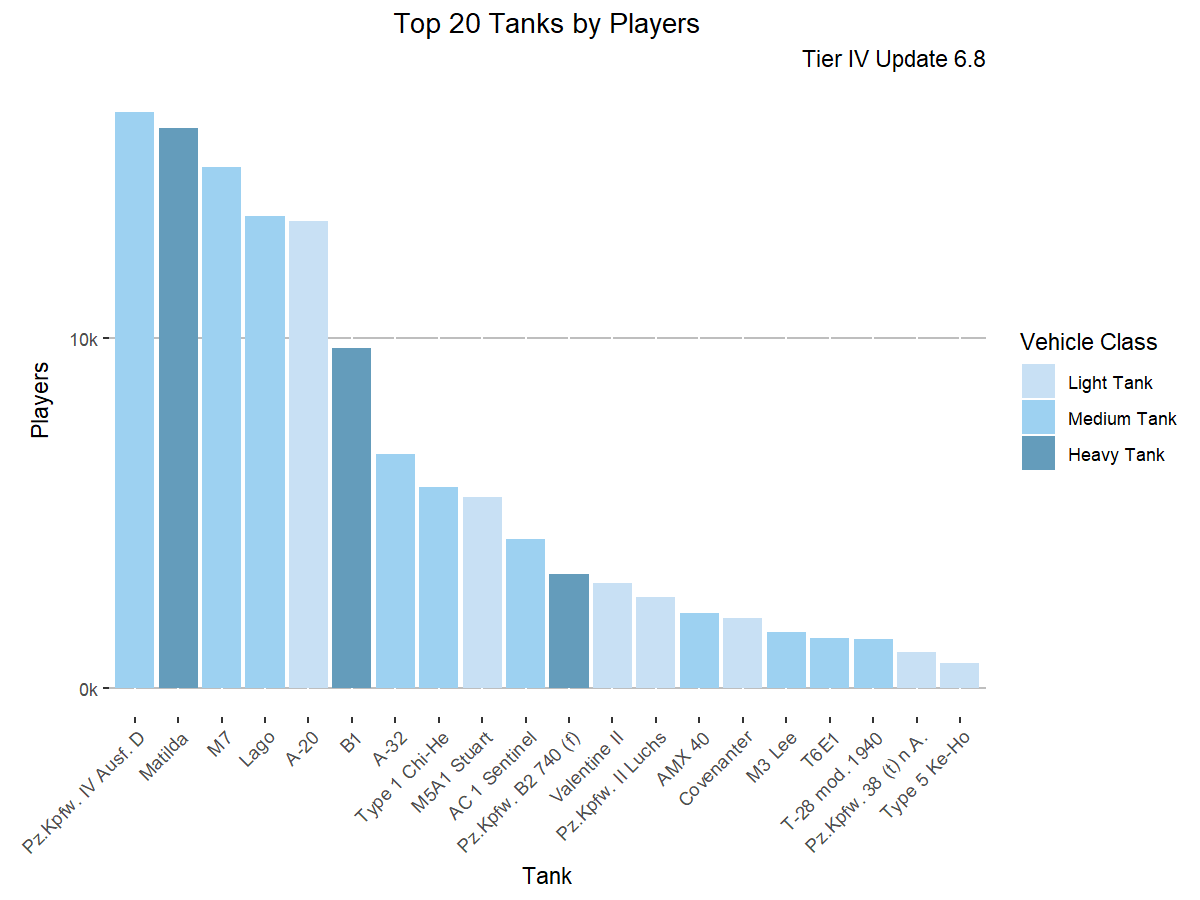 Top 20 Tanks by Players
Tier IV Update 6.8
Players
10k
0k
Vehicle Class
Light Tank
Medium Tank
Heavy Tank
Pz.Kpfw. IV Ausf. D
Matilda
M7
Lago
A-20
B1
A-32
Type 1 Chi-He
M5A1 Stuart
AC 1 Sentinel
Pz.Kpfw. B2 740 (f)
Valentine II
Pz.Kpfw. II Luchs
AMX 40
Covenanter
M3 Lee
T6E1
T-28 mod. 1940
Pz.Kpfw. 38 (t) n.A.
Type 5 Ke-Ho
Tank